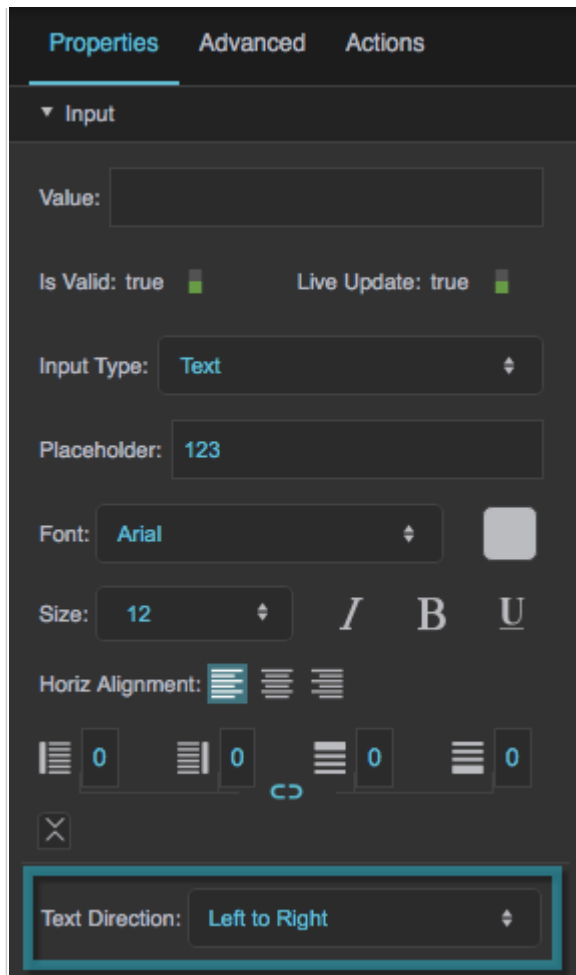 Properties Advanced Actions
Input
Value:
Is Valid: true Live Update: true
Input Type: Text
Placeholder: 123
Font: Arial
Size: 12 I B U
Horiz Alignment:
0 0 0 0
Text Direction: Left to Right